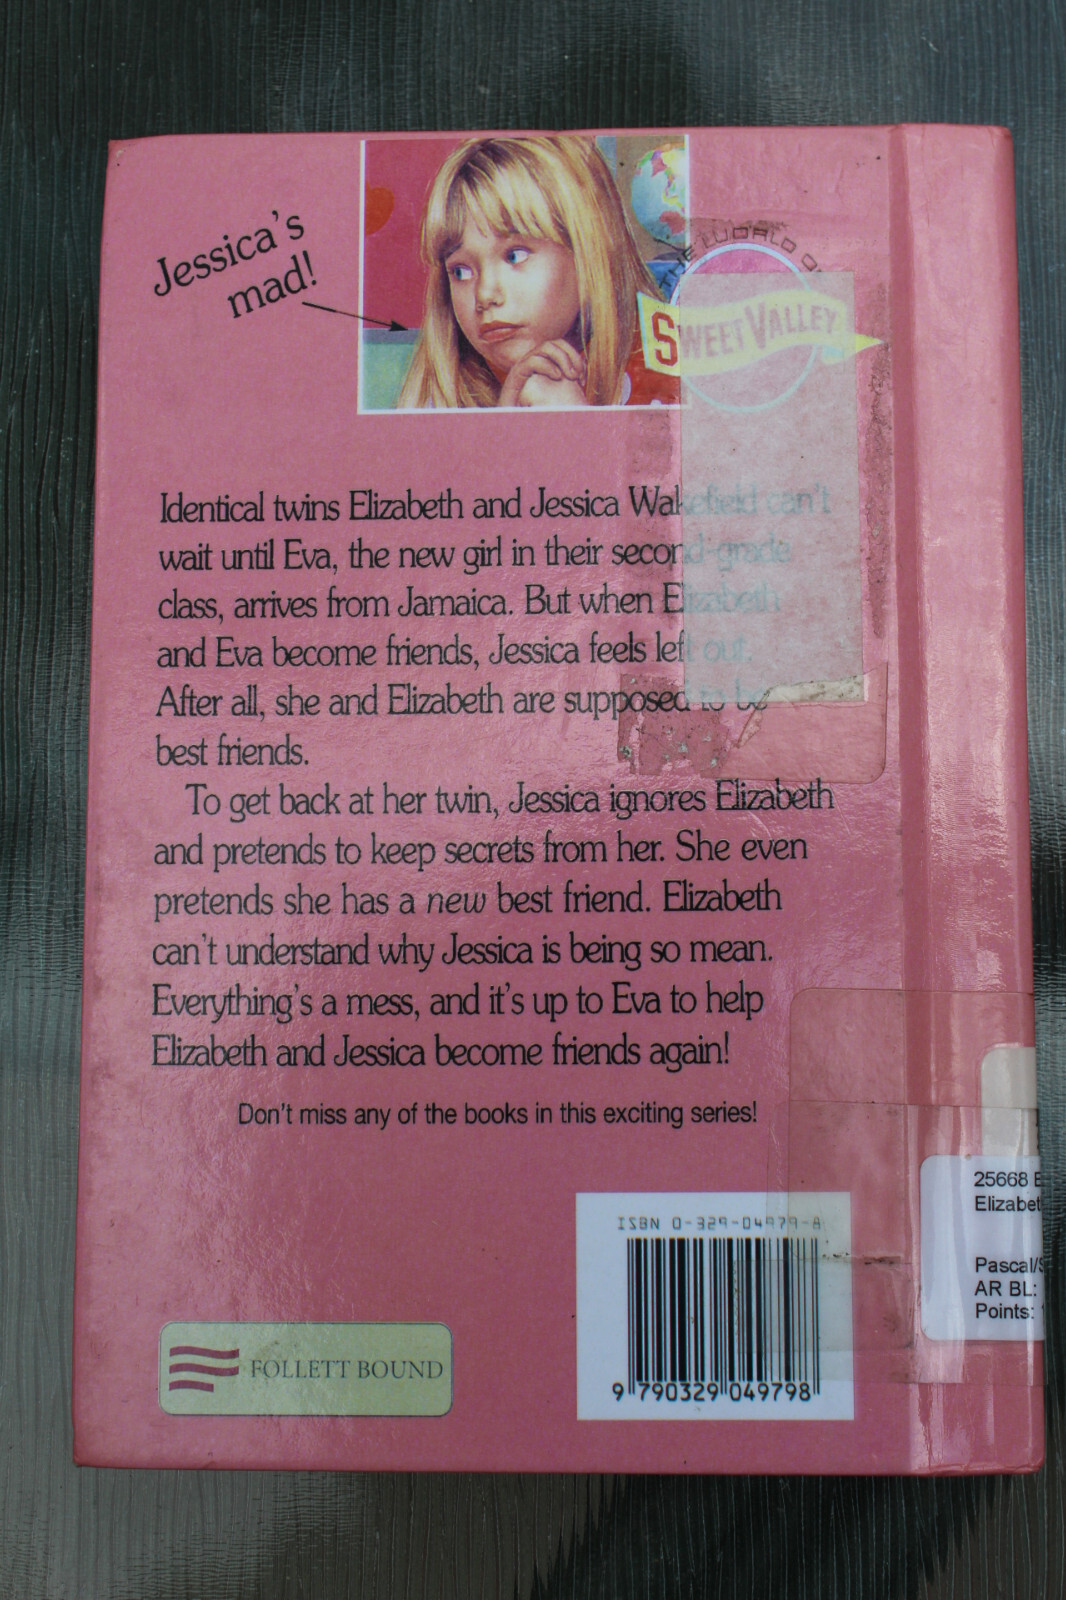 Jessica's
mad!
THE WORLD OF
SWEET VALLEY
Identical twins Elizabeth and Jessica Wakefield can't
wait until Eva, the new girl in their second-grade
class, arrives from Jamaica. But when Elizabeth
and Eva become friends, Jessica feels left out.
After all, she and Elizabeth are supposed to be
best friends.
To get back at her twin, Jessica ignores Elizabeth
and pretends to keep secrets from her. She even
pretends she has a new best friend. Elizabeth
can't understand why Jessica is being so mean.
Everything's a mess, and it's up to Eva to help
Elizabeth and Jessica become friends again!
Don't miss any of the books in this exciting series!
25668 E
Elizabet
Pascal/S
AR BL:
Points:
ISBN 0-329-04979-8
9 790329 049798
FOLLETT BOUND